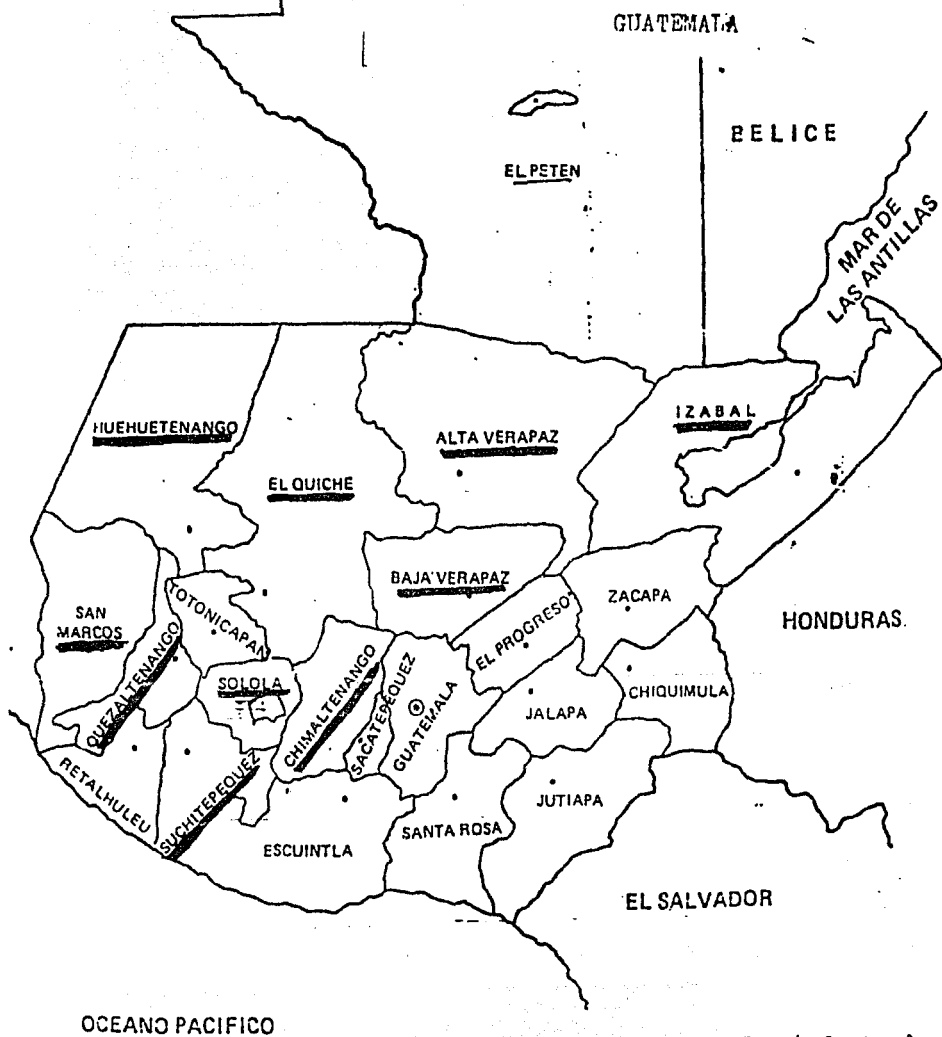 GUATEMALA
BELICE
EL PETEN
MAR DE
LAS ANTILLAS
HUEHUETENANGO
ALTA VERAPAZ
IZABAL
EL QUICHE
BAJA VERAPAZ
SAN
MARCOS
TOTONICAPAN
QUEZALTENANGO
SOLOLA
CHIMALTENANGO
SACATEPEQUEZ
GUATEMALA
EL PROGRESO
ZACAPA
HONDURAS.
JALAPA
CHIQUIMULA
RETALHULEU
SUCHITEPEQUEZ
ESCUINTLA
SANTA ROSA
JUTIAPA
EL SALVADOR
OCEANO PACIFICO